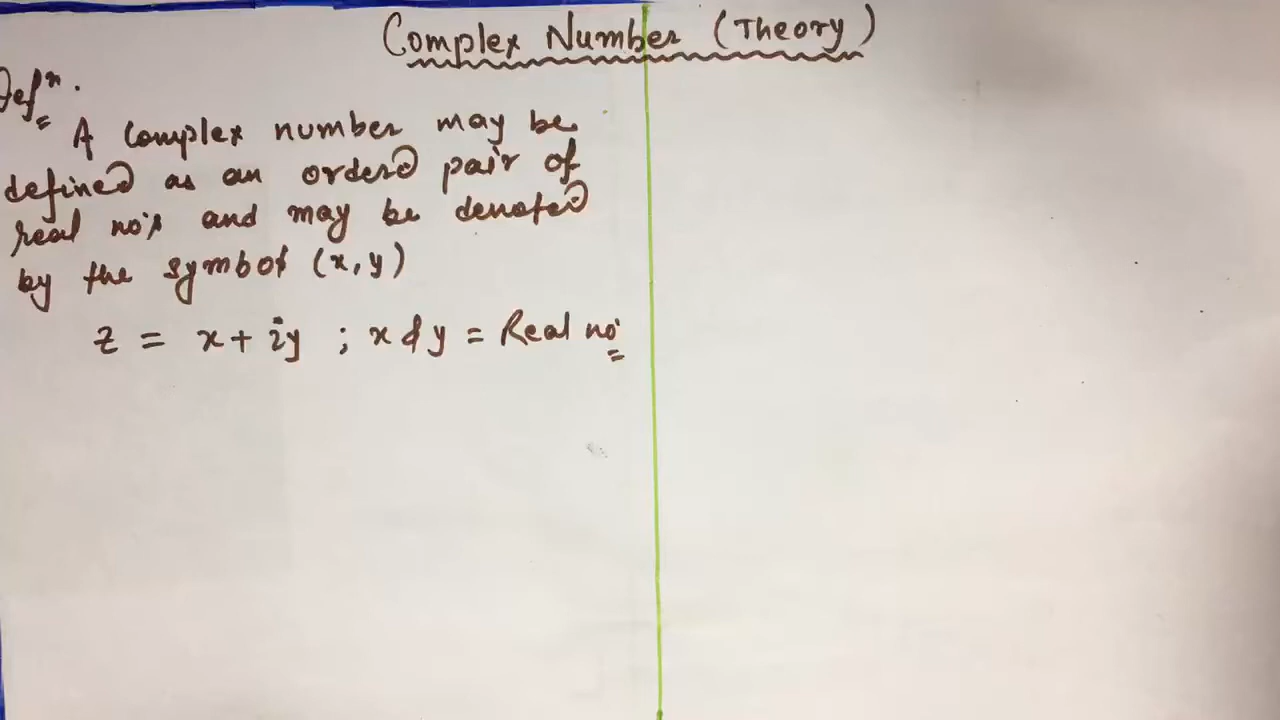 Complex Number (Theory)
Defⁿ.
A Complex number may be
defined as an ordered pair of
real no's and may be denoted
by the symbol (x, y)
z = x + iy ; x & y = Real no